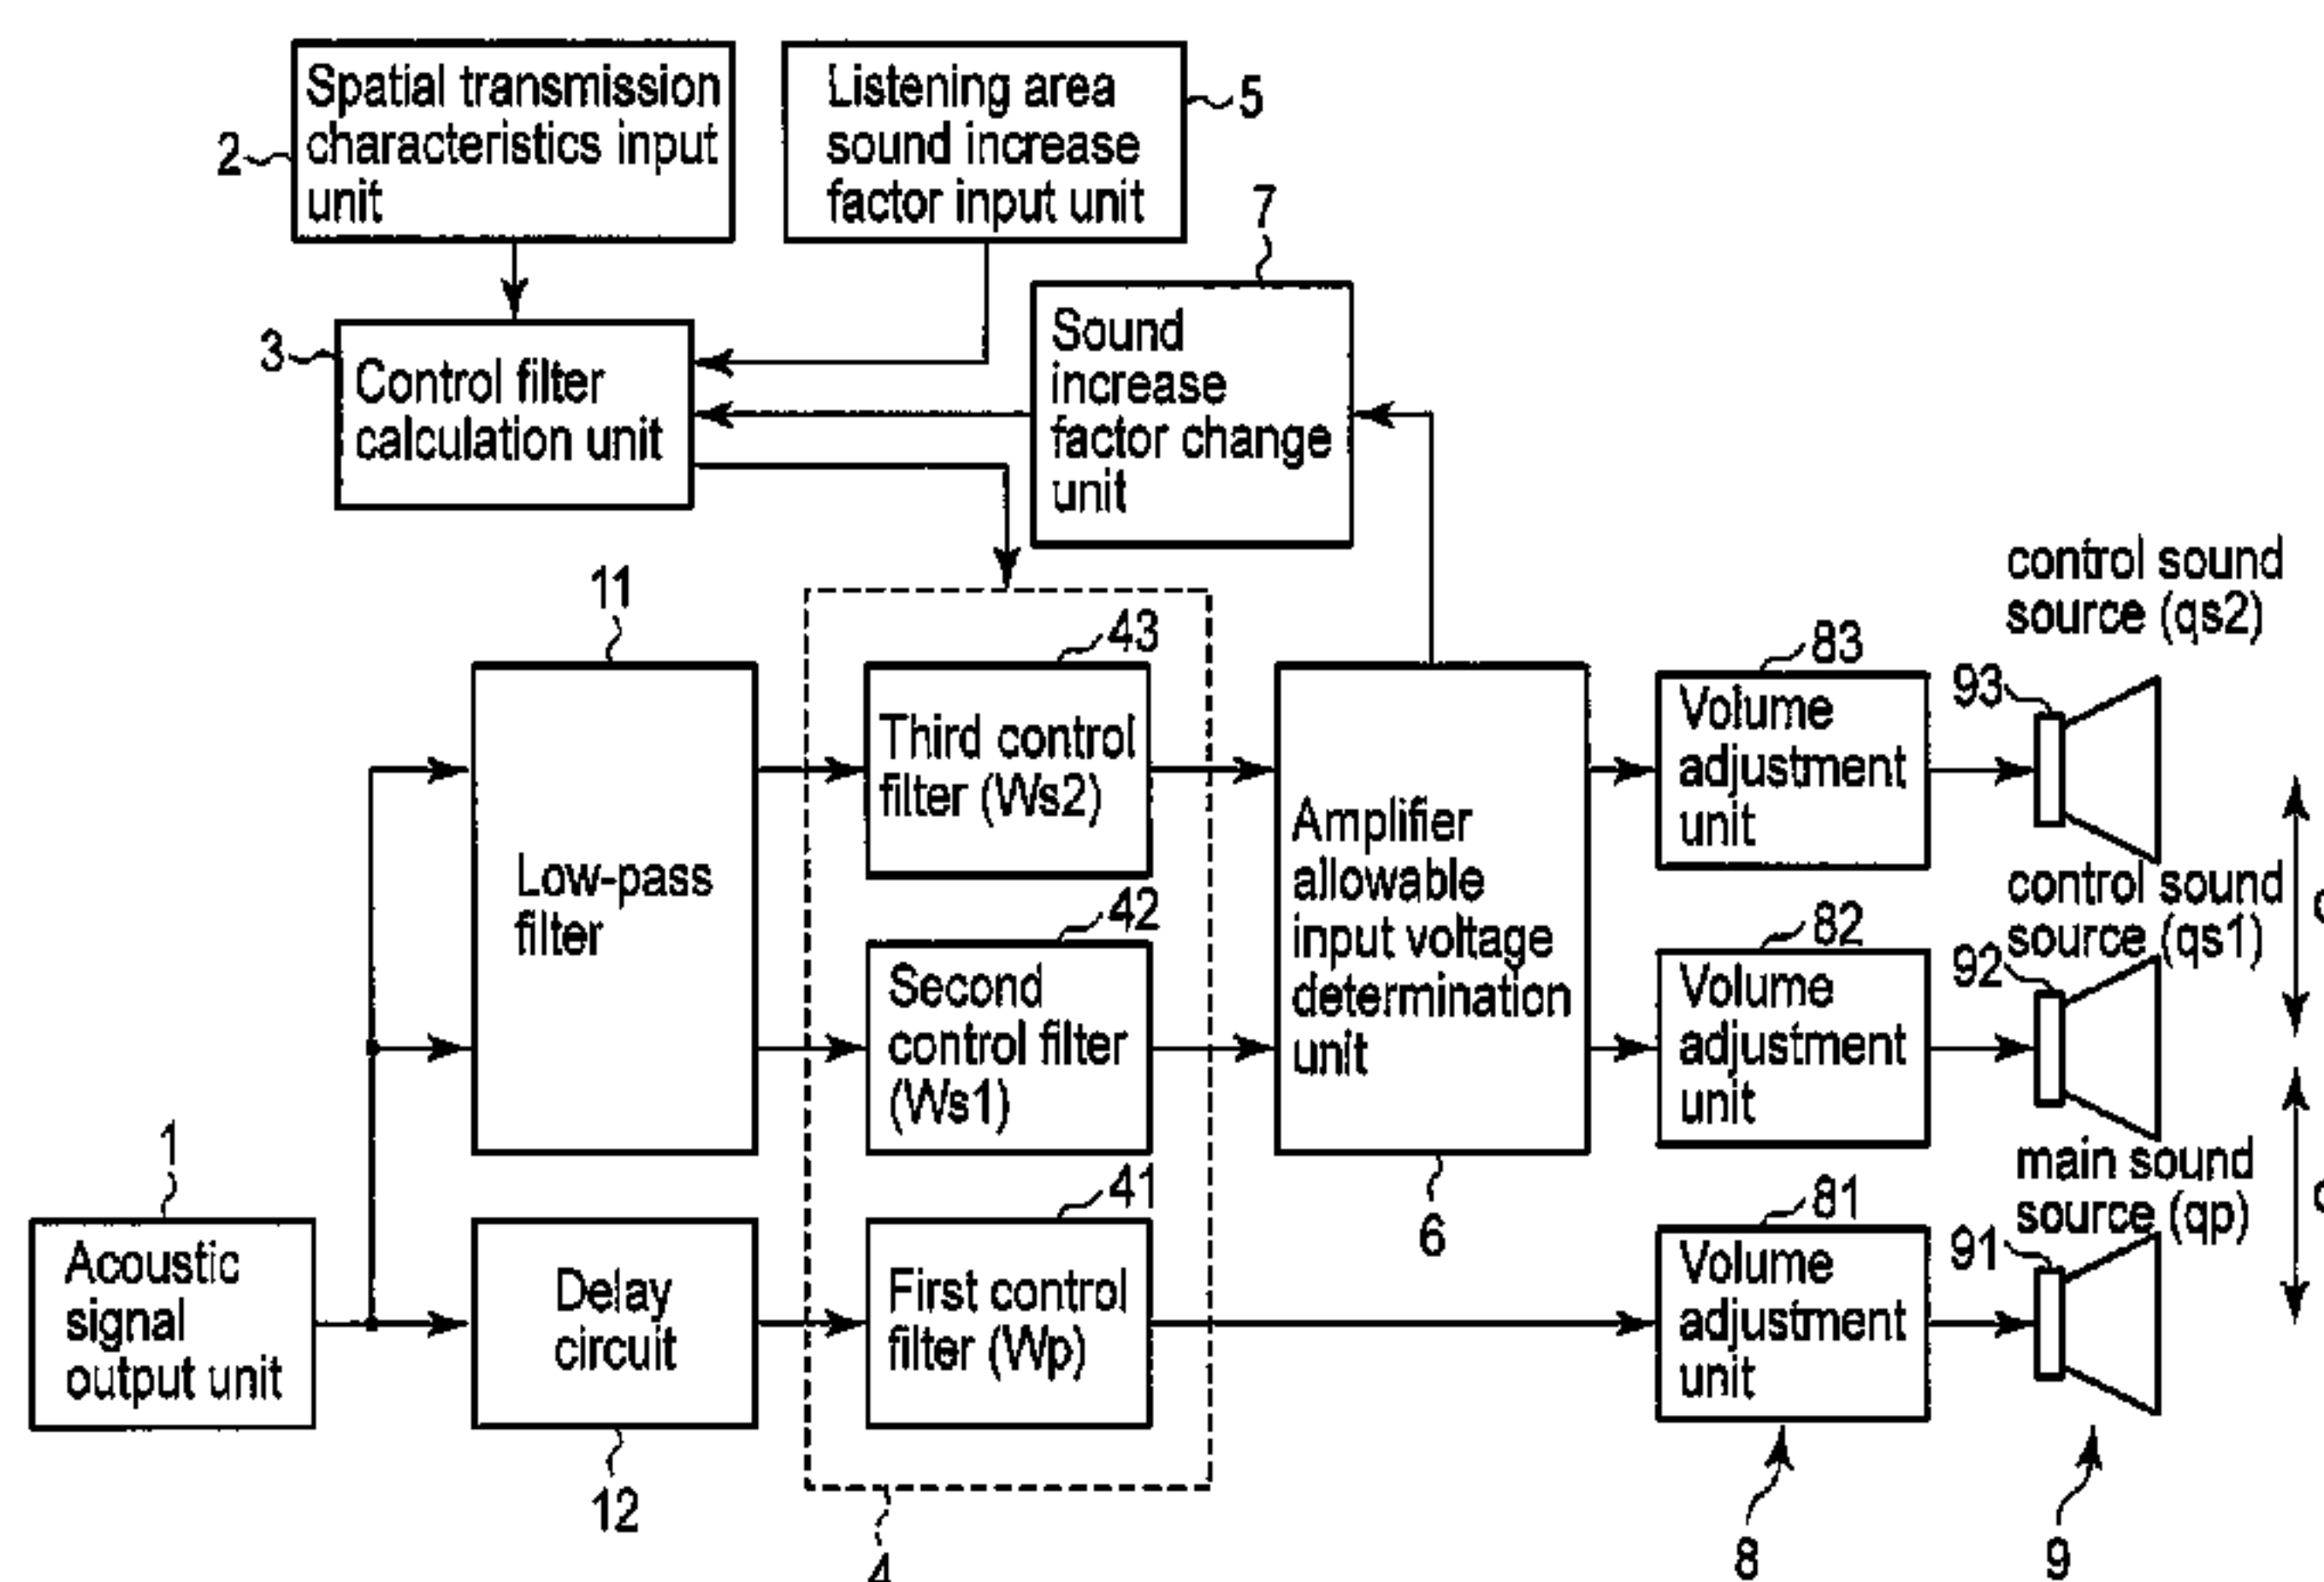 Spatial transmission
characteristics input
unit
2
Listening area
sound increase
factor input unit
5
7
Sound
increase
factor change
unit
3
Control filter
calculation unit
11
Low-pass
filter
43
Third control
filter (Ws2)
42
Second
control filter
(Ws1)
41
First control
filter (Wp)
4
1
Acoustic
signal
output unit
Delay
circuit
12
Amplifier
allowable
input voltage
determination
unit
6
83
Volume
adjustment
unit
82
Volume
adjustment
unit
81
Volume
adjustment
unit
8
control sound
source (qs2)
93
control sound
source (qs1)
92
main sound
source (qp)
91
9